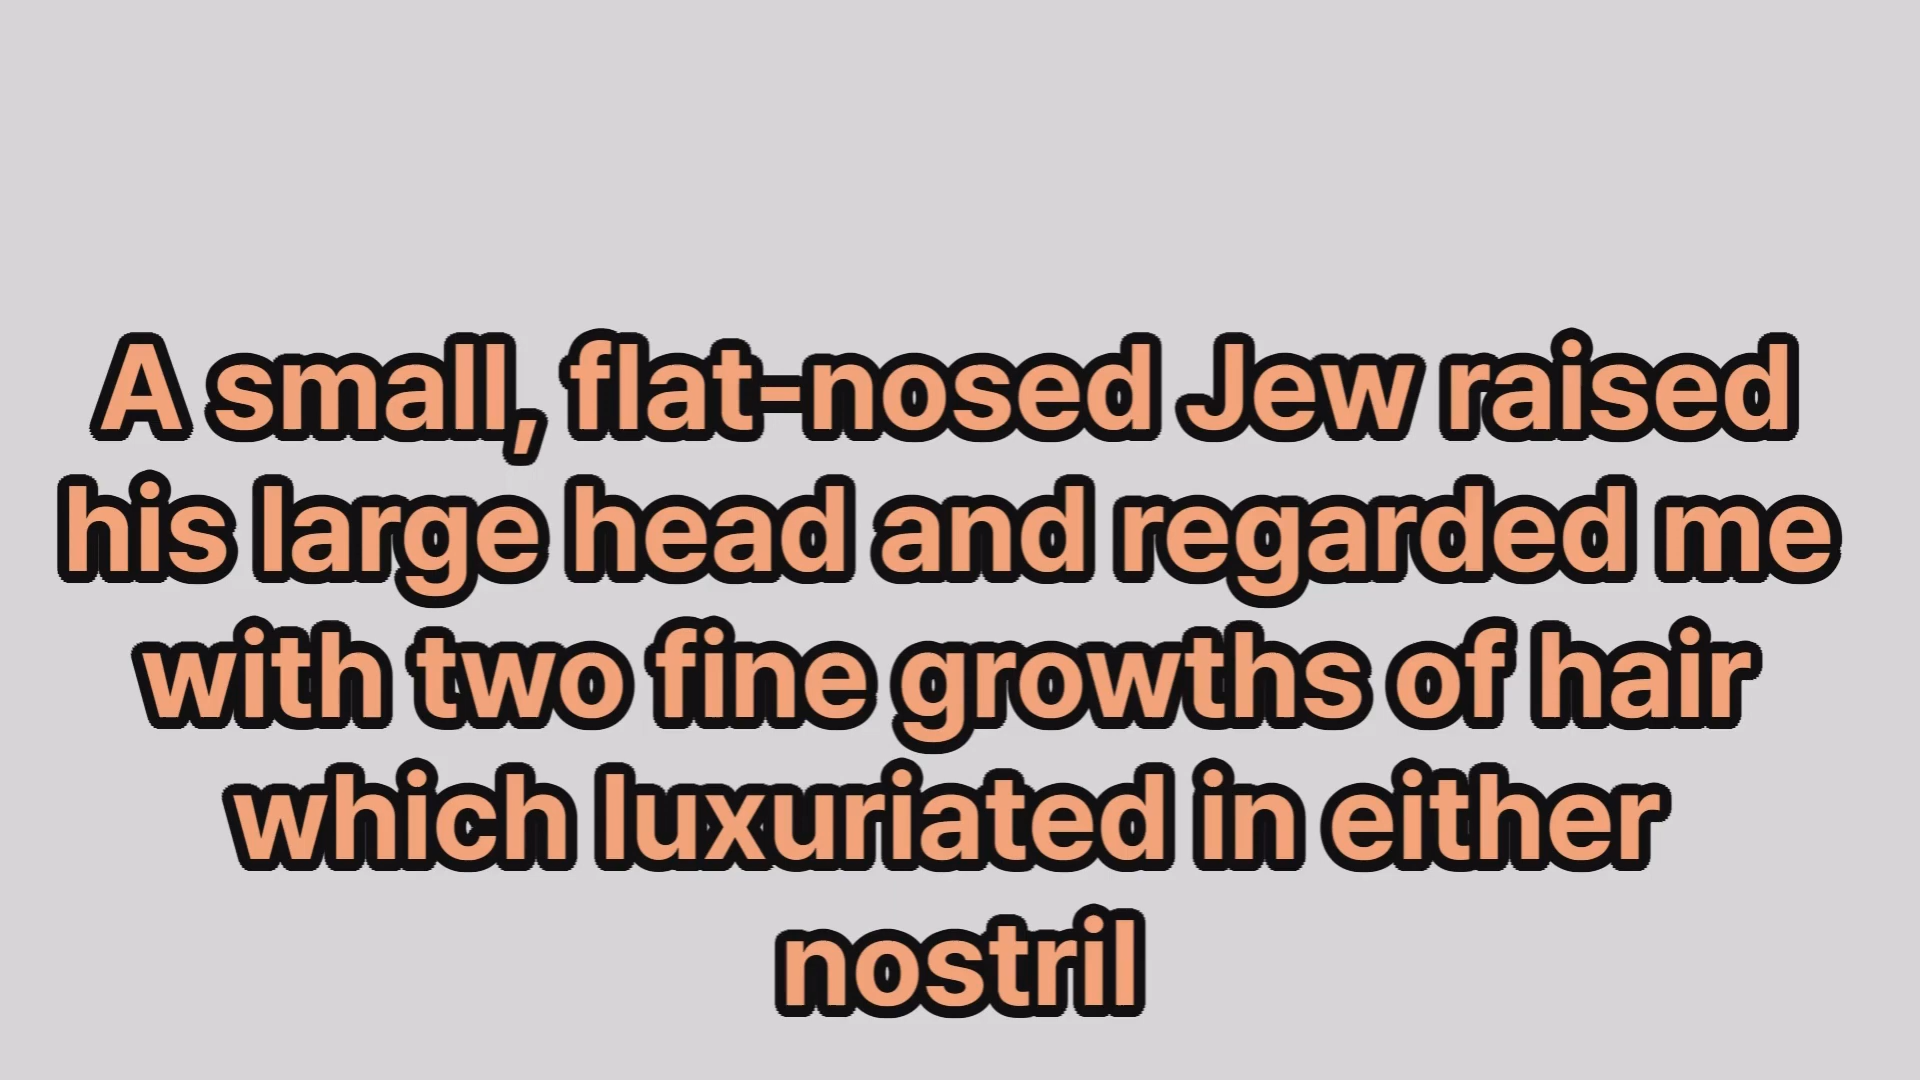 A small, flat-nosed Jew raised
his large head and regarded me
with two fine growths of hair
which luxuriated in either
nostril